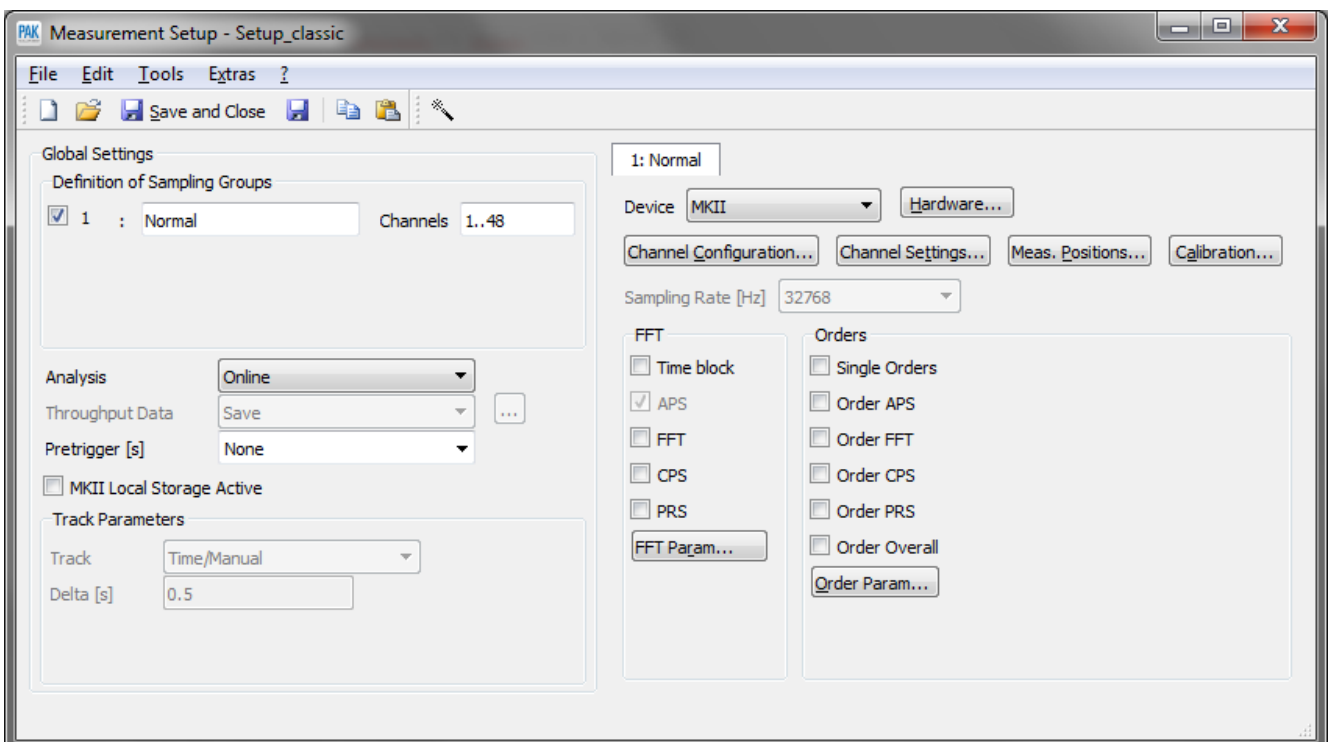 PAK Measurement Setup - Setup_classic
File Edit Tools Extras ?
Save and Close
Global Settings
Definition of Sampling Groups
1 : Normal Channels 1..48
Analysis Online
Throughput Data Save ...
Pretrigger [s] None
MKII Local Storage Active
Track Parameters
Track Time/Manual
Delta [s] 0.5
1: Normal
Device MKII Hardware...
Channel Configuration... Channel Settings... Meas. Positions... Calibration...
Sampling Rate [Hz] 32768
FFT
Time block
APS
FFT
CPS
PRS
FFT Param...
Orders
Single Orders
Order APS
Order FFT
Order CPS
Order PRS
Order Overall
Order Param...